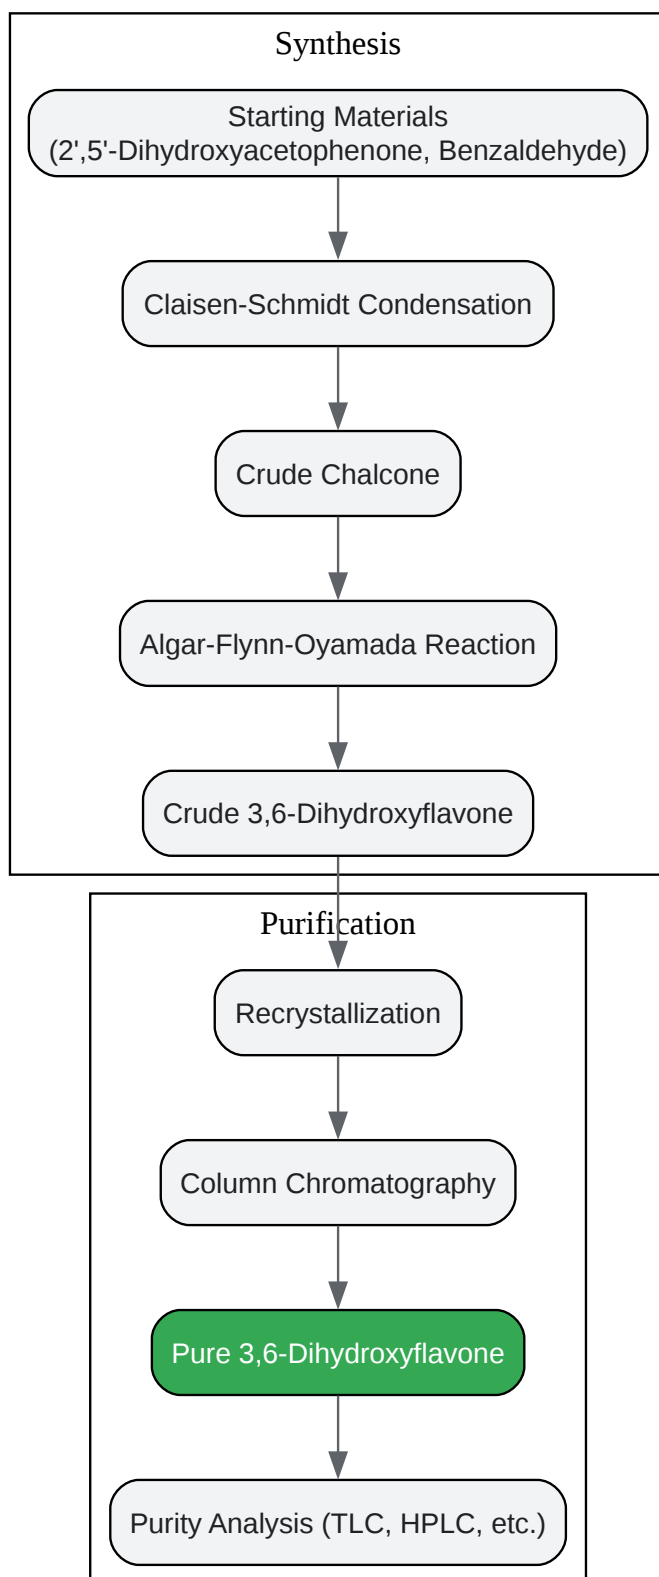 Synthesis
Starting Materials
(2',5'-Dihydroxyacetophenone, Benzaldehyde)
Claisen-Schmidt Condensation
Crude Chalcone
Algar-Flynn-Oyamada Reaction
Crude 3,6-Dihydroxyflavone
Purification
Recrystallization
Column Chromatography
Pure 3,6-Dihydroxyflavone
Purity Analysis (TLC, HPLC, etc.)